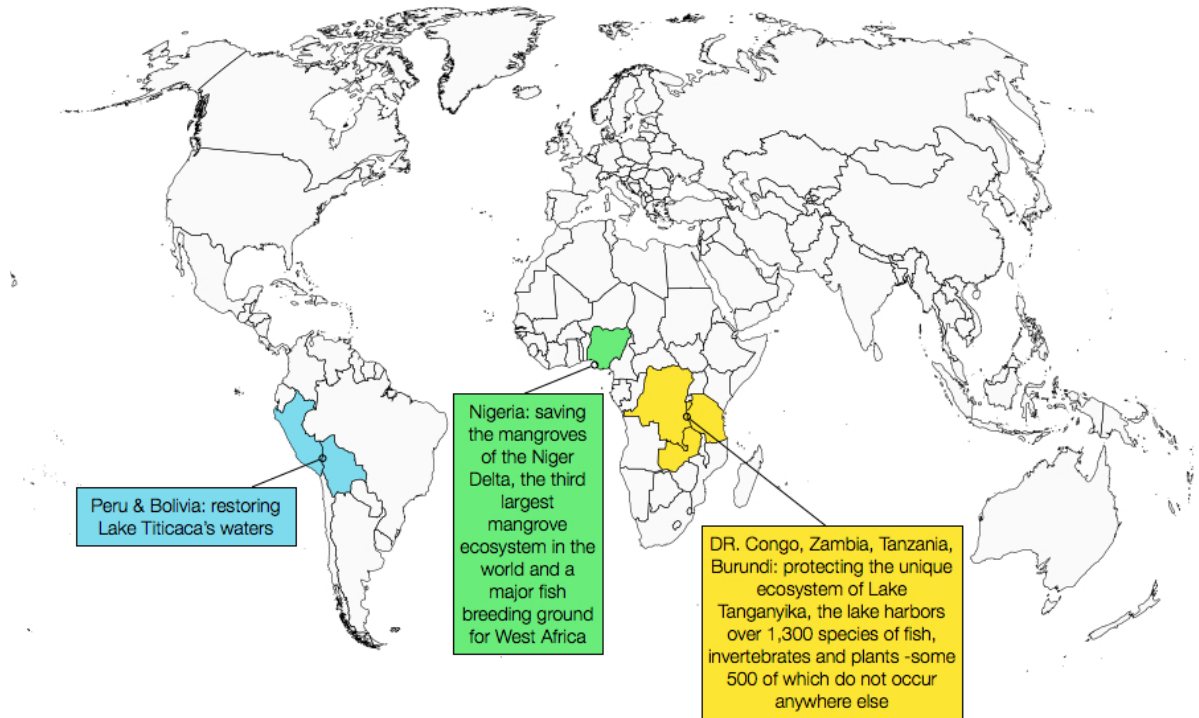 Peru & Bolivia: restoring
Lake Titicaca's waters
Nigeria: saving
the mangroves
of the Niger
Delta, the third
largest
mangrove
ecosystem in the
world and a
major fish
breeding ground
for West Africa
DR. Congo, Zambia, Tanzania,
Burundi: protecting the unique
ecosystem of Lake
Tanganyika, the lake harbors
over 1,300 species of fish,
invertebrates and plants -some
500 of which do not occur
anywhere else